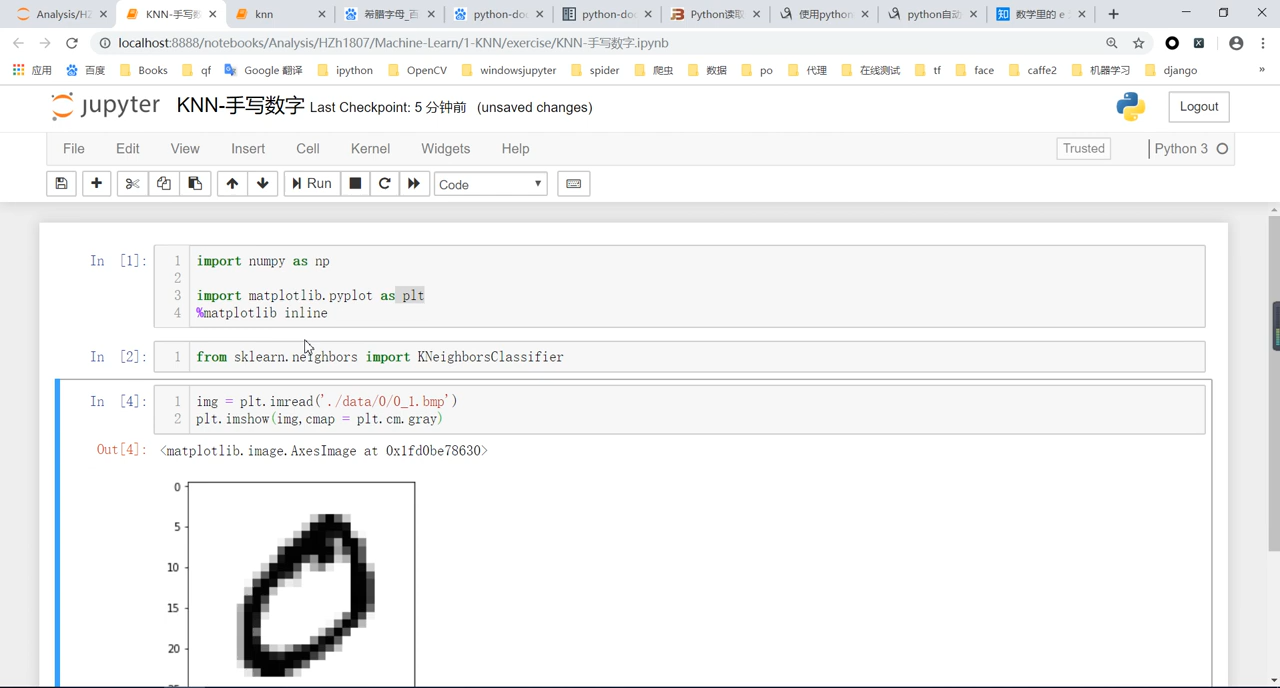 Analysis/HZ
KNN-手写数
knn
希腊字母_百
python-do
python-doc
Python读取
使用python
python自动
数学里的 e
localhost:8888/notebooks/Analysis/HZh1807/Machine-Learn/1-KNN/exercise/KNN-手写数字.ipynb
应用 百度 Books qf Google 翻译 ipython OpenCV windowsjupyter spider 爬虫 数据 po 代理 在线测试 tf face caffe2 机器学习 django »
jupyter KNN-手写数字 Last Checkpoint: 5 分钟前 (unsaved changes) Logout
File Edit View Insert Cell Kernel Widgets Help Trusted Python 3
Run Code
In [1]:
1 import numpy as np
2
3 import matplotlib.pyplot as plt
4 %matplotlib inline
In [2]:
1 from sklearn.neighbors import KNeighborsClassifier
In [4]:
1 img = plt.imread('./data/0/0_1.bmp')
2 plt.imshow(img,cmap = plt.cm.gray)
Out[4]: <matplotlib.image.AxesImage at 0x1fd0be78630>
0
5
10
15
20